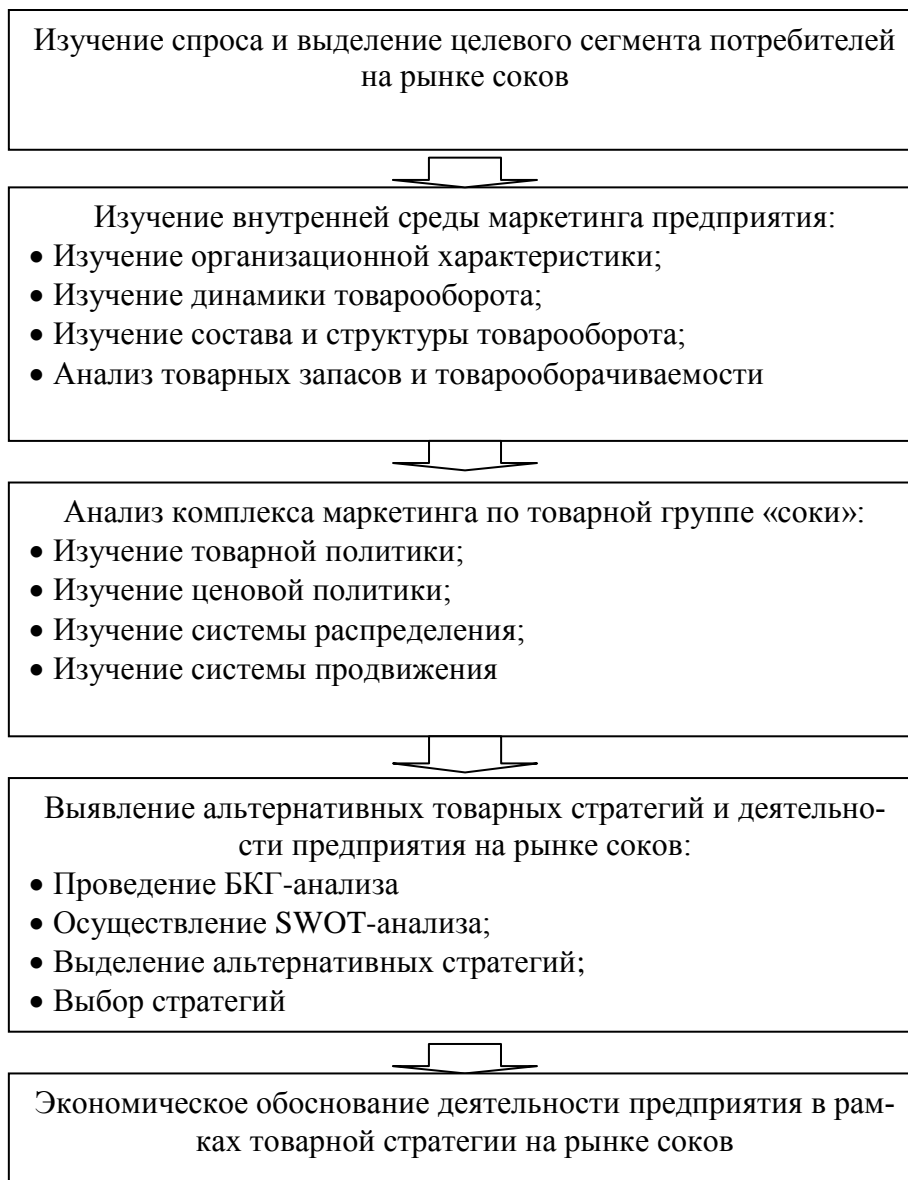 Изучение спроса и выделение целевого сегмента потребителей
на рынке соков
Изучение внутренней среды маркетинга предприятия:
• Изучение организационной характеристики;
• Изучение динамики товарооборота;
• Изучение состава и структуры товарооборота;
• Анализ товарных запасов и товарооборачиваемости
Анализ комплекса маркетинга по товарной группе «соки»:
• Изучение товарной политики;
• Изучение ценовой политики;
• Изучение системы распределения;
• Изучение системы продвижения
Выявление альтернативных товарных стратегий и деятельно-
сти предприятия на рынке соков:
• Проведение БКГ-анализа
• Осуществление SWOT-анализа;
• Выделение альтернативных стратегий;
• Выбор стратегий
Экономическое обоснование деятельности предприятия в рам-
ках товарной стратегии на рынке соков